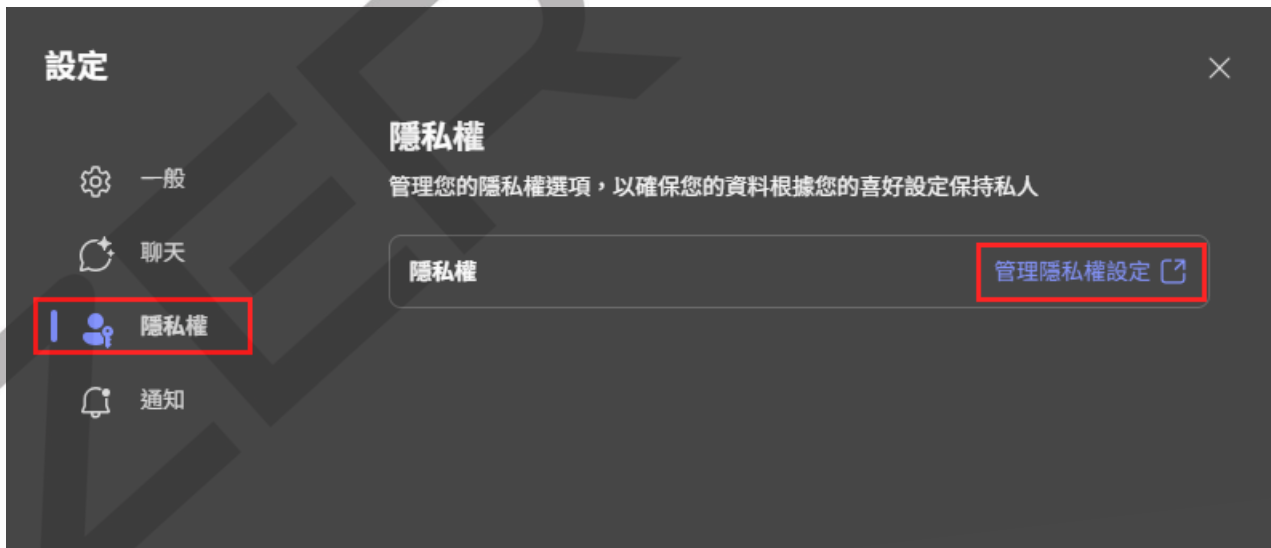 設定
一般
聊天
隱私權
通知
隱私權
管理您的隱私權選項，以確保您的資料根據您的喜好設定保持私人
隱私權
管理隱私權設定
ZER